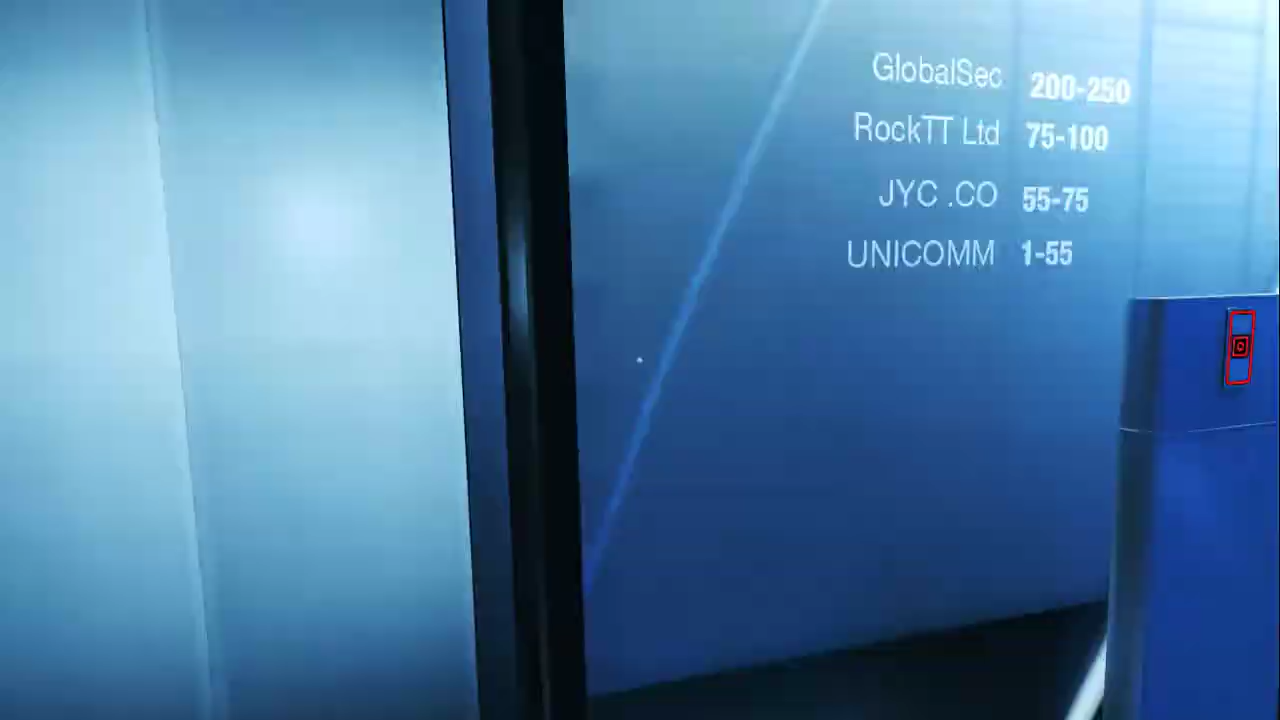 GlobalSec 200-250
RockTT Ltd 75-100
JYC .CO 55-75
UNICOMM 1-55